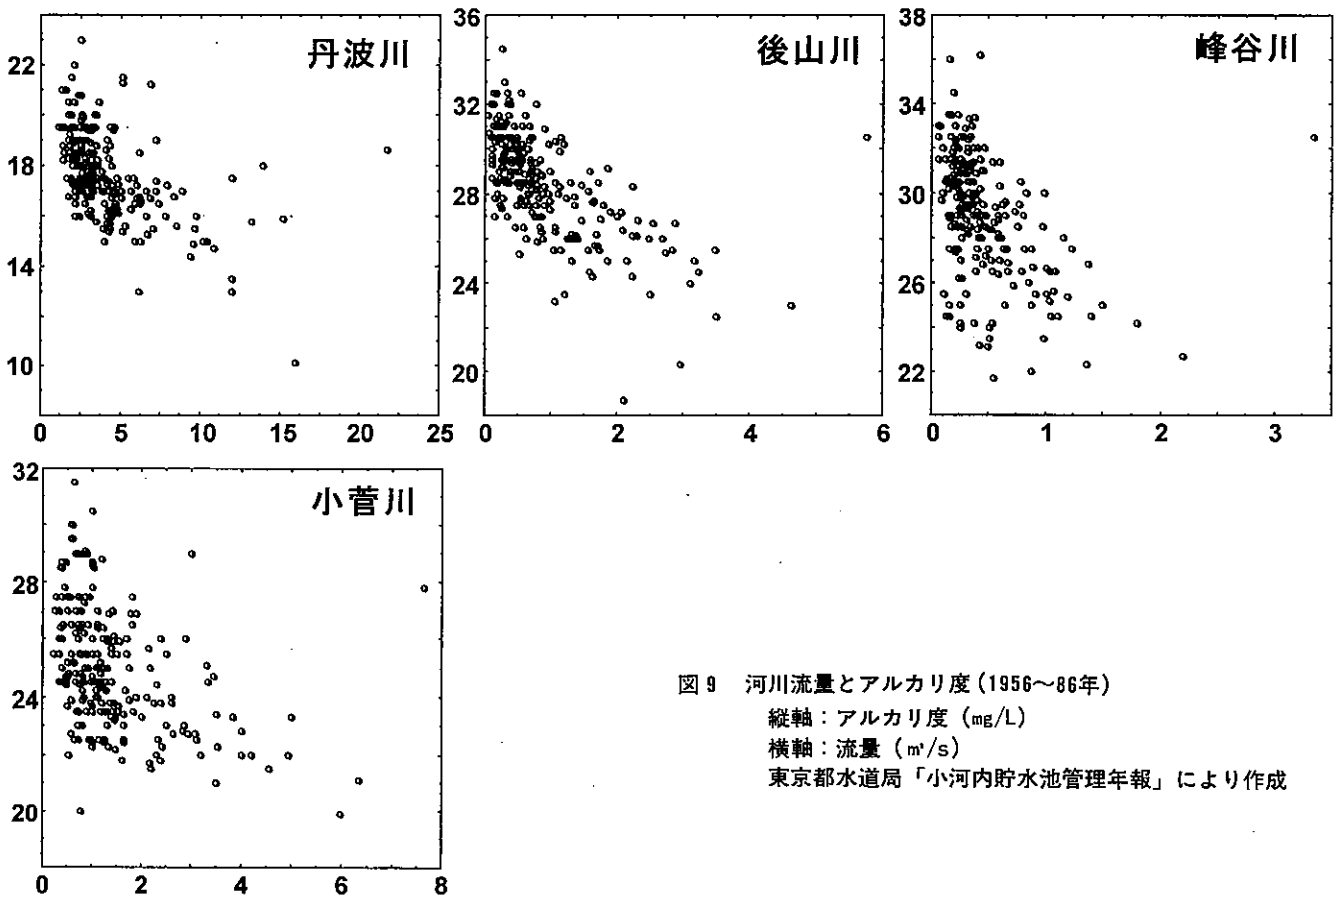 丹波川
22
18
14
10
0 5 10 15 20 25
後山川
36
32
28
24
20
0 2 4 6
峰谷川
38
34
30
26
22
0 1 2 3
小菅川
32
28
24
20
0 2 4 6 8
図9 河川流量とアルカリ度(1956～86年)
縦軸：アルカリ度 (mg/L)
横軸：流量 (m³/s)
東京都水道局「小河内貯水池管理年報」により作成